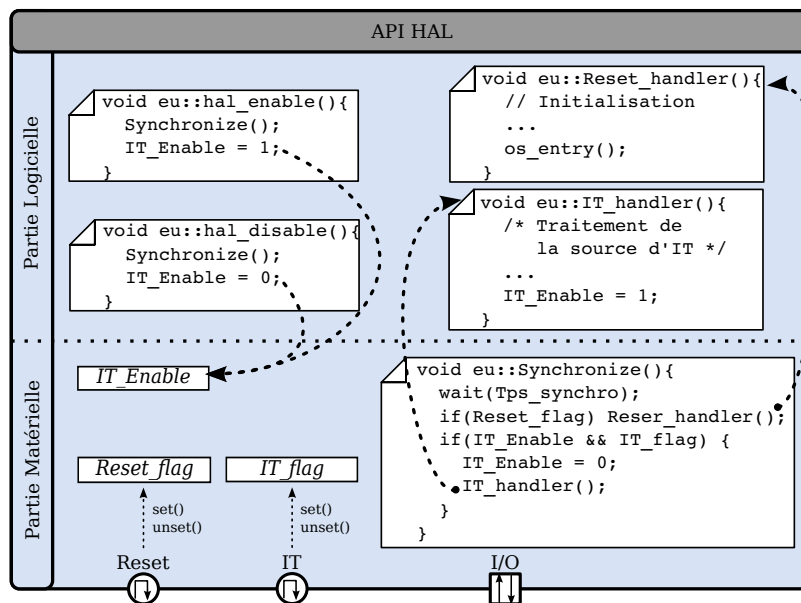 API HAL
Partie Logicielle
void eu::hal_enable(){
Synchronize();
IT_Enable = 1;
}
void eu::hal_disable(){
Synchronize();
IT_Enable = 0;
}
void eu::Reset_handler(){
// Initialisation
...
os_entry();
}
void eu::IT_handler(){
/* Traitement de
la source d'IT */
...
IT_Enable = 1;
}
Partie Matérielle
IT_Enable
Reset_flag
IT_flag
set()
unset()
set()
unset()
Reset
IT
void eu::Synchronize(){
wait(Tps_synchro);
if(Reset_flag) Reser_handler();
if(IT_Enable && IT_flag) {
IT_Enable = 0;
IT_handler();
}
}
I/O